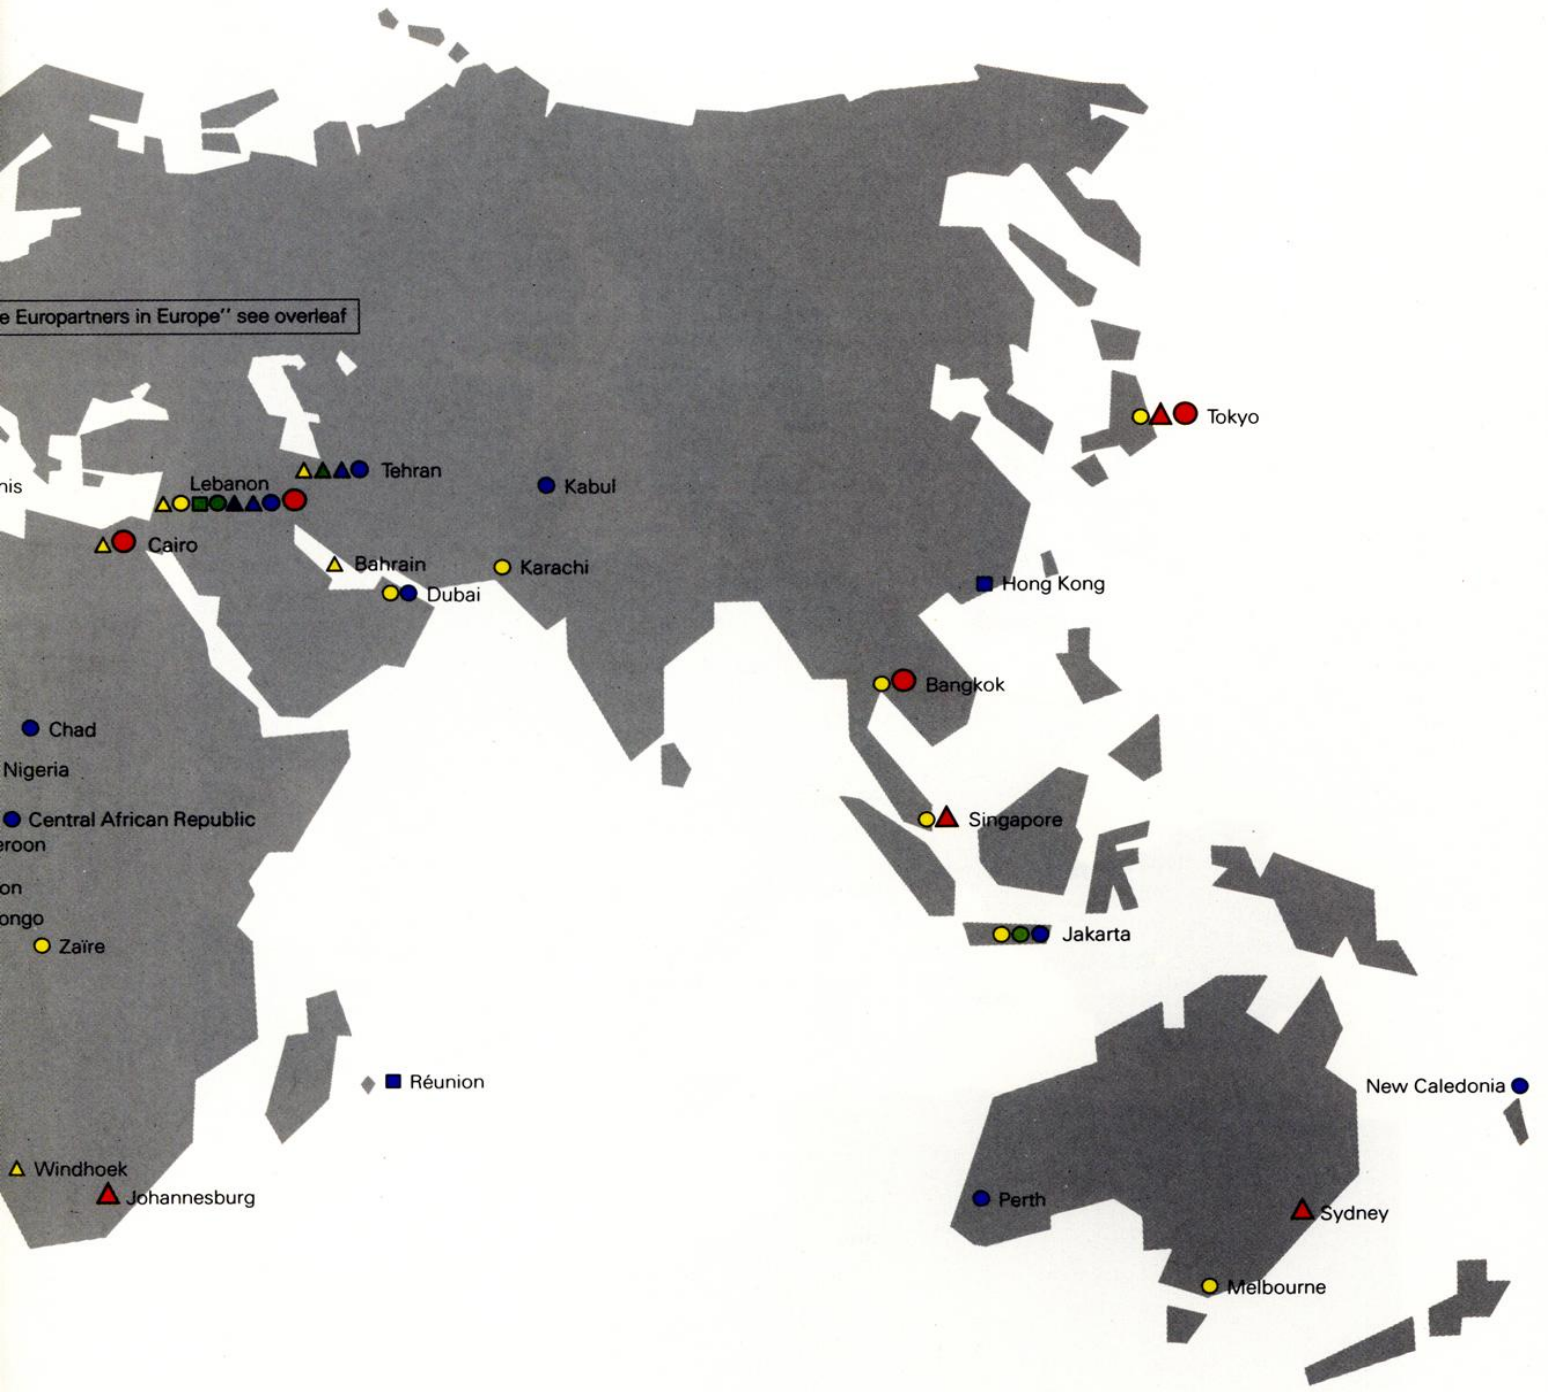 e Europartners in Europe” see overleaf
Tokyo
Tehran
Lebanon
Kabul
nis
Cairo
Bahrain
Karachi
Hong Kong
Dubai
Bangkok
Chad
Nigeria
Central African Republic
Singapore
eroon
on
ongo
Jakarta
Zaïre
Réunion
New Caledonia
Windhoek
Johannesburg
Perth
Sydney
Melbourne